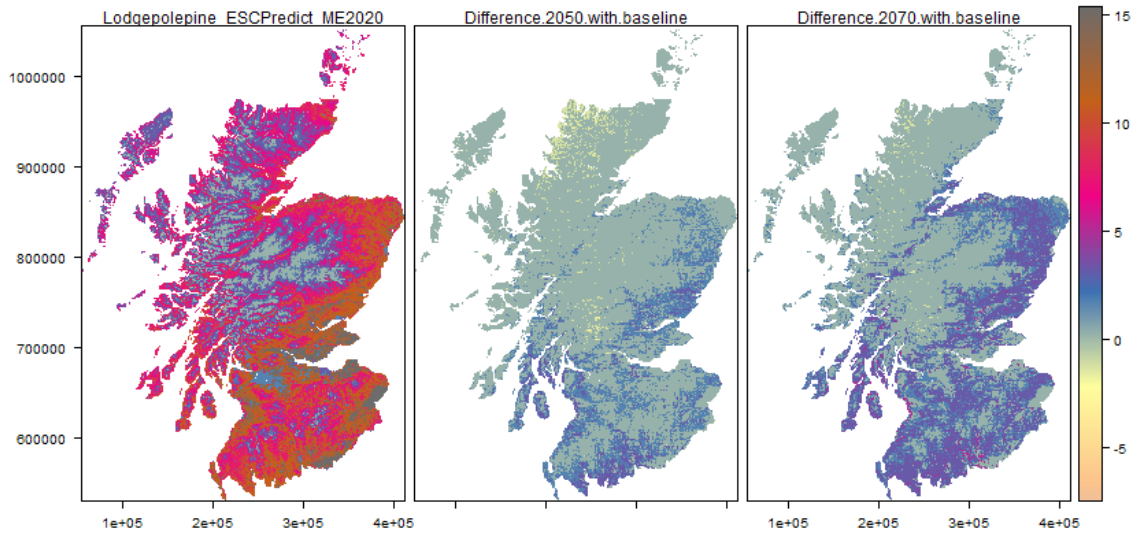 Lodgepolepine_ESCPredict_ME2020
Difference.2050.with.baseline
Difference.2070.with.baseline
15
10
5
0
-5
1000000
900000
800000
700000
600000
1e+05
2e+05
3e+05
4e+05
1e+05
2e+05
3e+05
4e+05